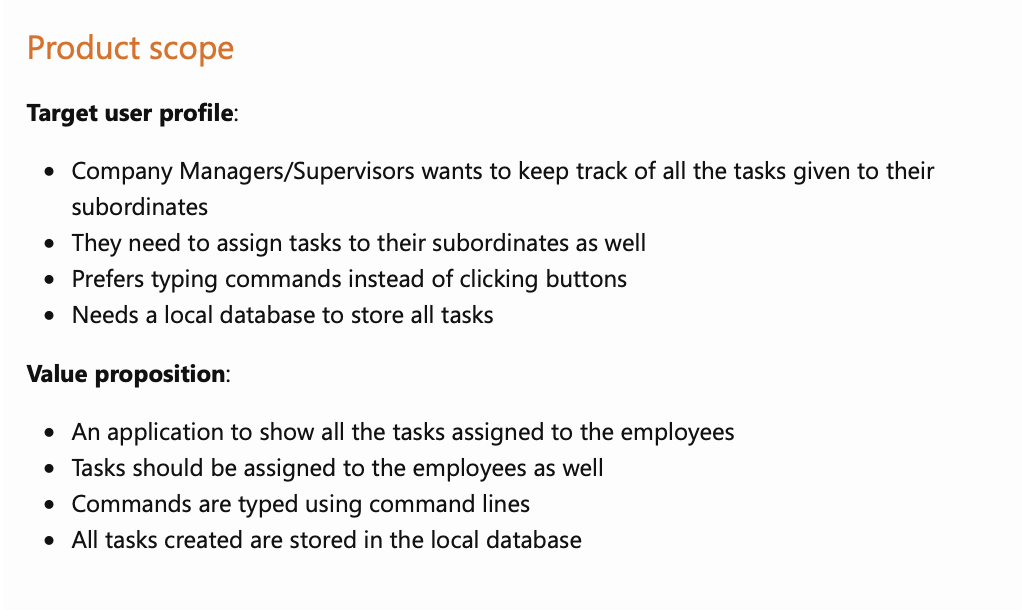 Product scope
Target user profile:
• Company Managers/Supervisors wants to keep track of all the tasks given to their
subordinates
• They need to assign tasks to their subordinates as well
• Prefers typing commands instead of clicking buttons
• Needs a local database to store all tasks
Value proposition:
• An application to show all the tasks assigned to the employees
• Tasks should be assigned to the employees as well
• Commands are typed using command lines
• All tasks created are stored in the local database